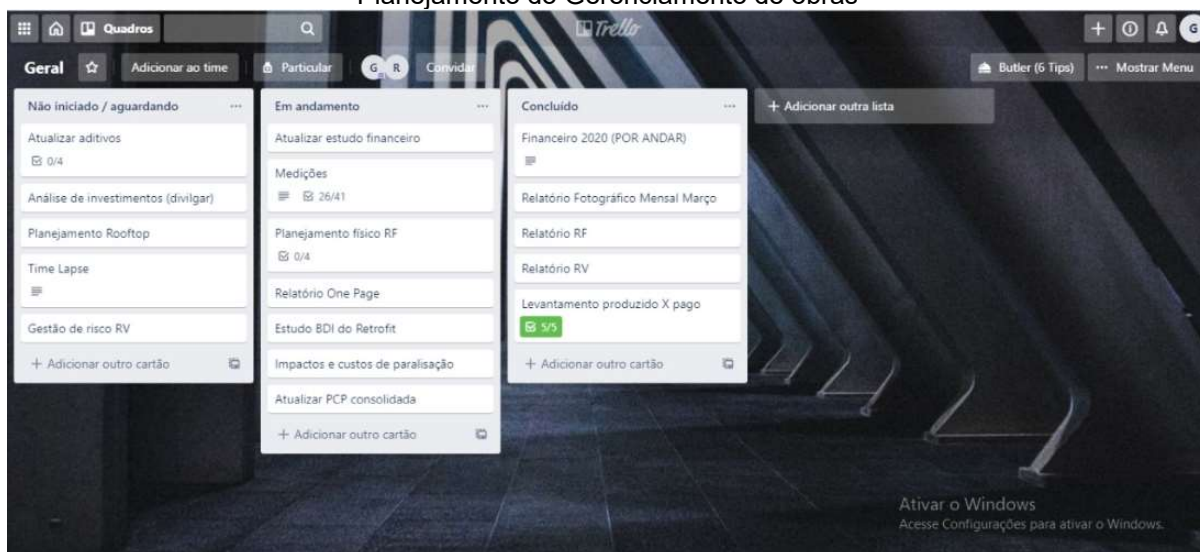 Planejamento do Gerenciamento de obras
Quadros
Trello
G
Geral
Adicionar ao time
Particular
G
R
Convidar
Butler (6 Tips)
Mostrar Menu
Não iniciado / aguardando
Atualizar aditivos
0/4
Análise de investimentos (divilgar)
Planejamento Rooftop
Time Lapse
Gestão de risco RV
+ Adicionar outro cartão
Em andamento
Atualizar estudo financeiro
Medições
26/41
Planejamento físico RF
0/4
Relatório One Page
Estudo BDI do Retrofit
Impactos e custos de paralisação
Atualizar PCP consolidada
+ Adicionar outro cartão
Concluído
Financeiro 2020 (POR ANDAR)
Relatório Fotográfico Mensal Março
Relatório RF
Relatório RV
Levantamento produzido X pago
5/5
+ Adicionar outro cartão
+ Adicionar outra lista
Ativar o Windows
Acesse Configurações para ativar o Windows.